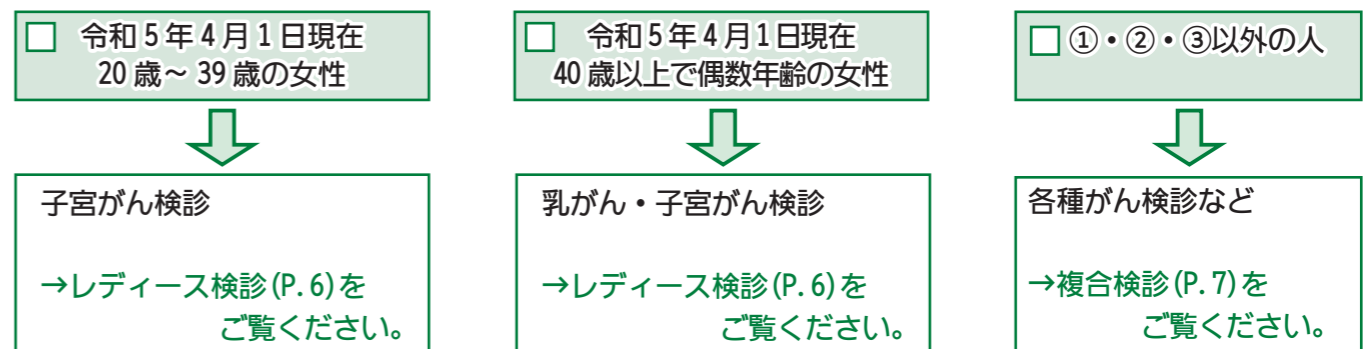 □ 令和5年4月1日現在
20歳～39歳の女性
子宮がん検診
→レディース検診(P.6)を
ご覧ください。
□ 令和5年4月1日現在
40歳以上で偶数年齢の女性
乳がん・子宮がん検診
→レディース検診(P.6)を
ご覧ください。
□ ①・②・③以外の人
各種がん検診など
→複合検診(P.7)を
ご覧ください。